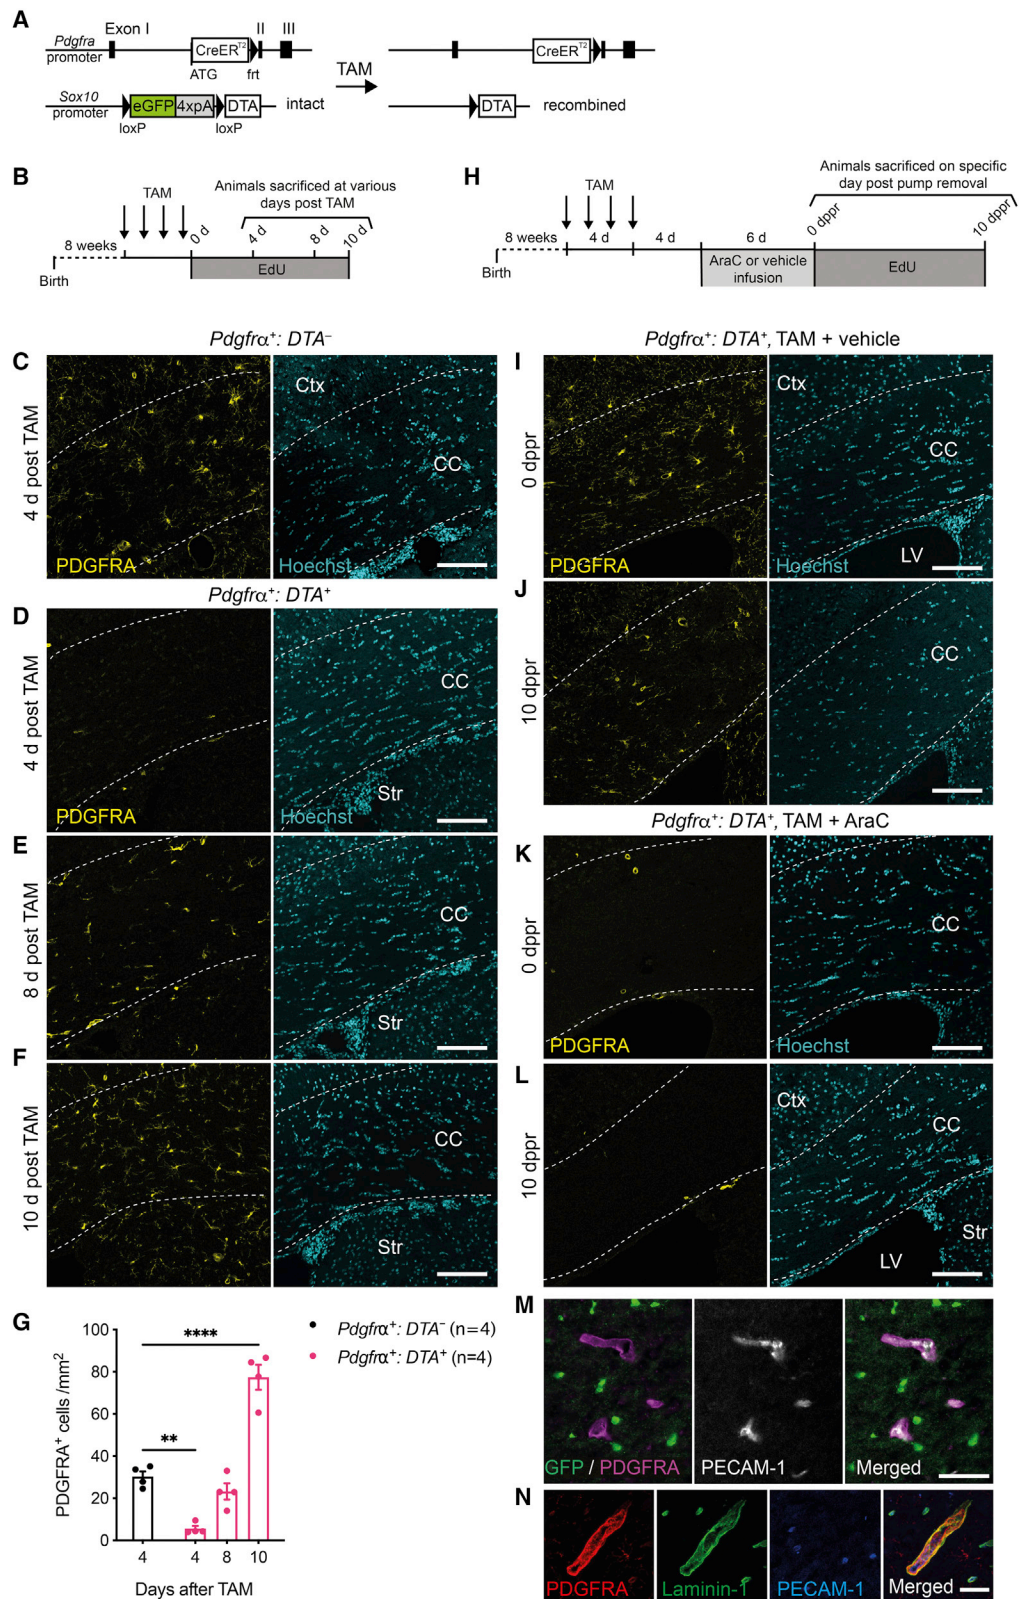 A
Exon I
II
III
Pdgfra
promoter
CreERT2
ATG
frt
TAM
CreERT2
Sox10
promoter
eGFP
4xpA
DTA
intact
loxP
loxP
DTA
recombined
B
TAM
Animals sacrificed at various
days post TAM
8 weeks
0 d
4 d
8 d
10 d
EdU
Birth
H
TAM
Animals sacrificed on specific
day post pump removal
0 dppr
10 dppr
8 weeks
4 d
4 d
6 d
Birth
AraC or vehicle
infusion
EdU
Pdgfrα+: DTA−
C
4 d post TAM
PDGFRA
Ctx
CC
Hoechst
Pdgfrα+: DTA+
D
4 d post TAM
PDGFRA
CC
Str
Hoechst
E
8 d post TAM
CC
Str
F
10 d post TAM
CC
Str
Pdgfrα+: DTA+, TAM + vehicle
I
0 dppr
PDGFRA
CC
LV
Hoechst
J
10 dppr
CC
Pdgfrα+: DTA+, TAM + AraC
K
0 dppr
PDGFRA
CC
Hoechst
L
10 dppr
Ctx
CC
Str
LV
G
PDGFRA+ cells /mm2
100
80
60
40
20
0
****
**
4
4
8
10
Days after TAM
Pdgfrα+: DTA− (n=4)
Pdgfrα+: DTA+ (n=4)
M
GFP / PDGFRA
PECAM-1
Merged
N
PDGFRA
Laminin-1
PECAM-1
Merged